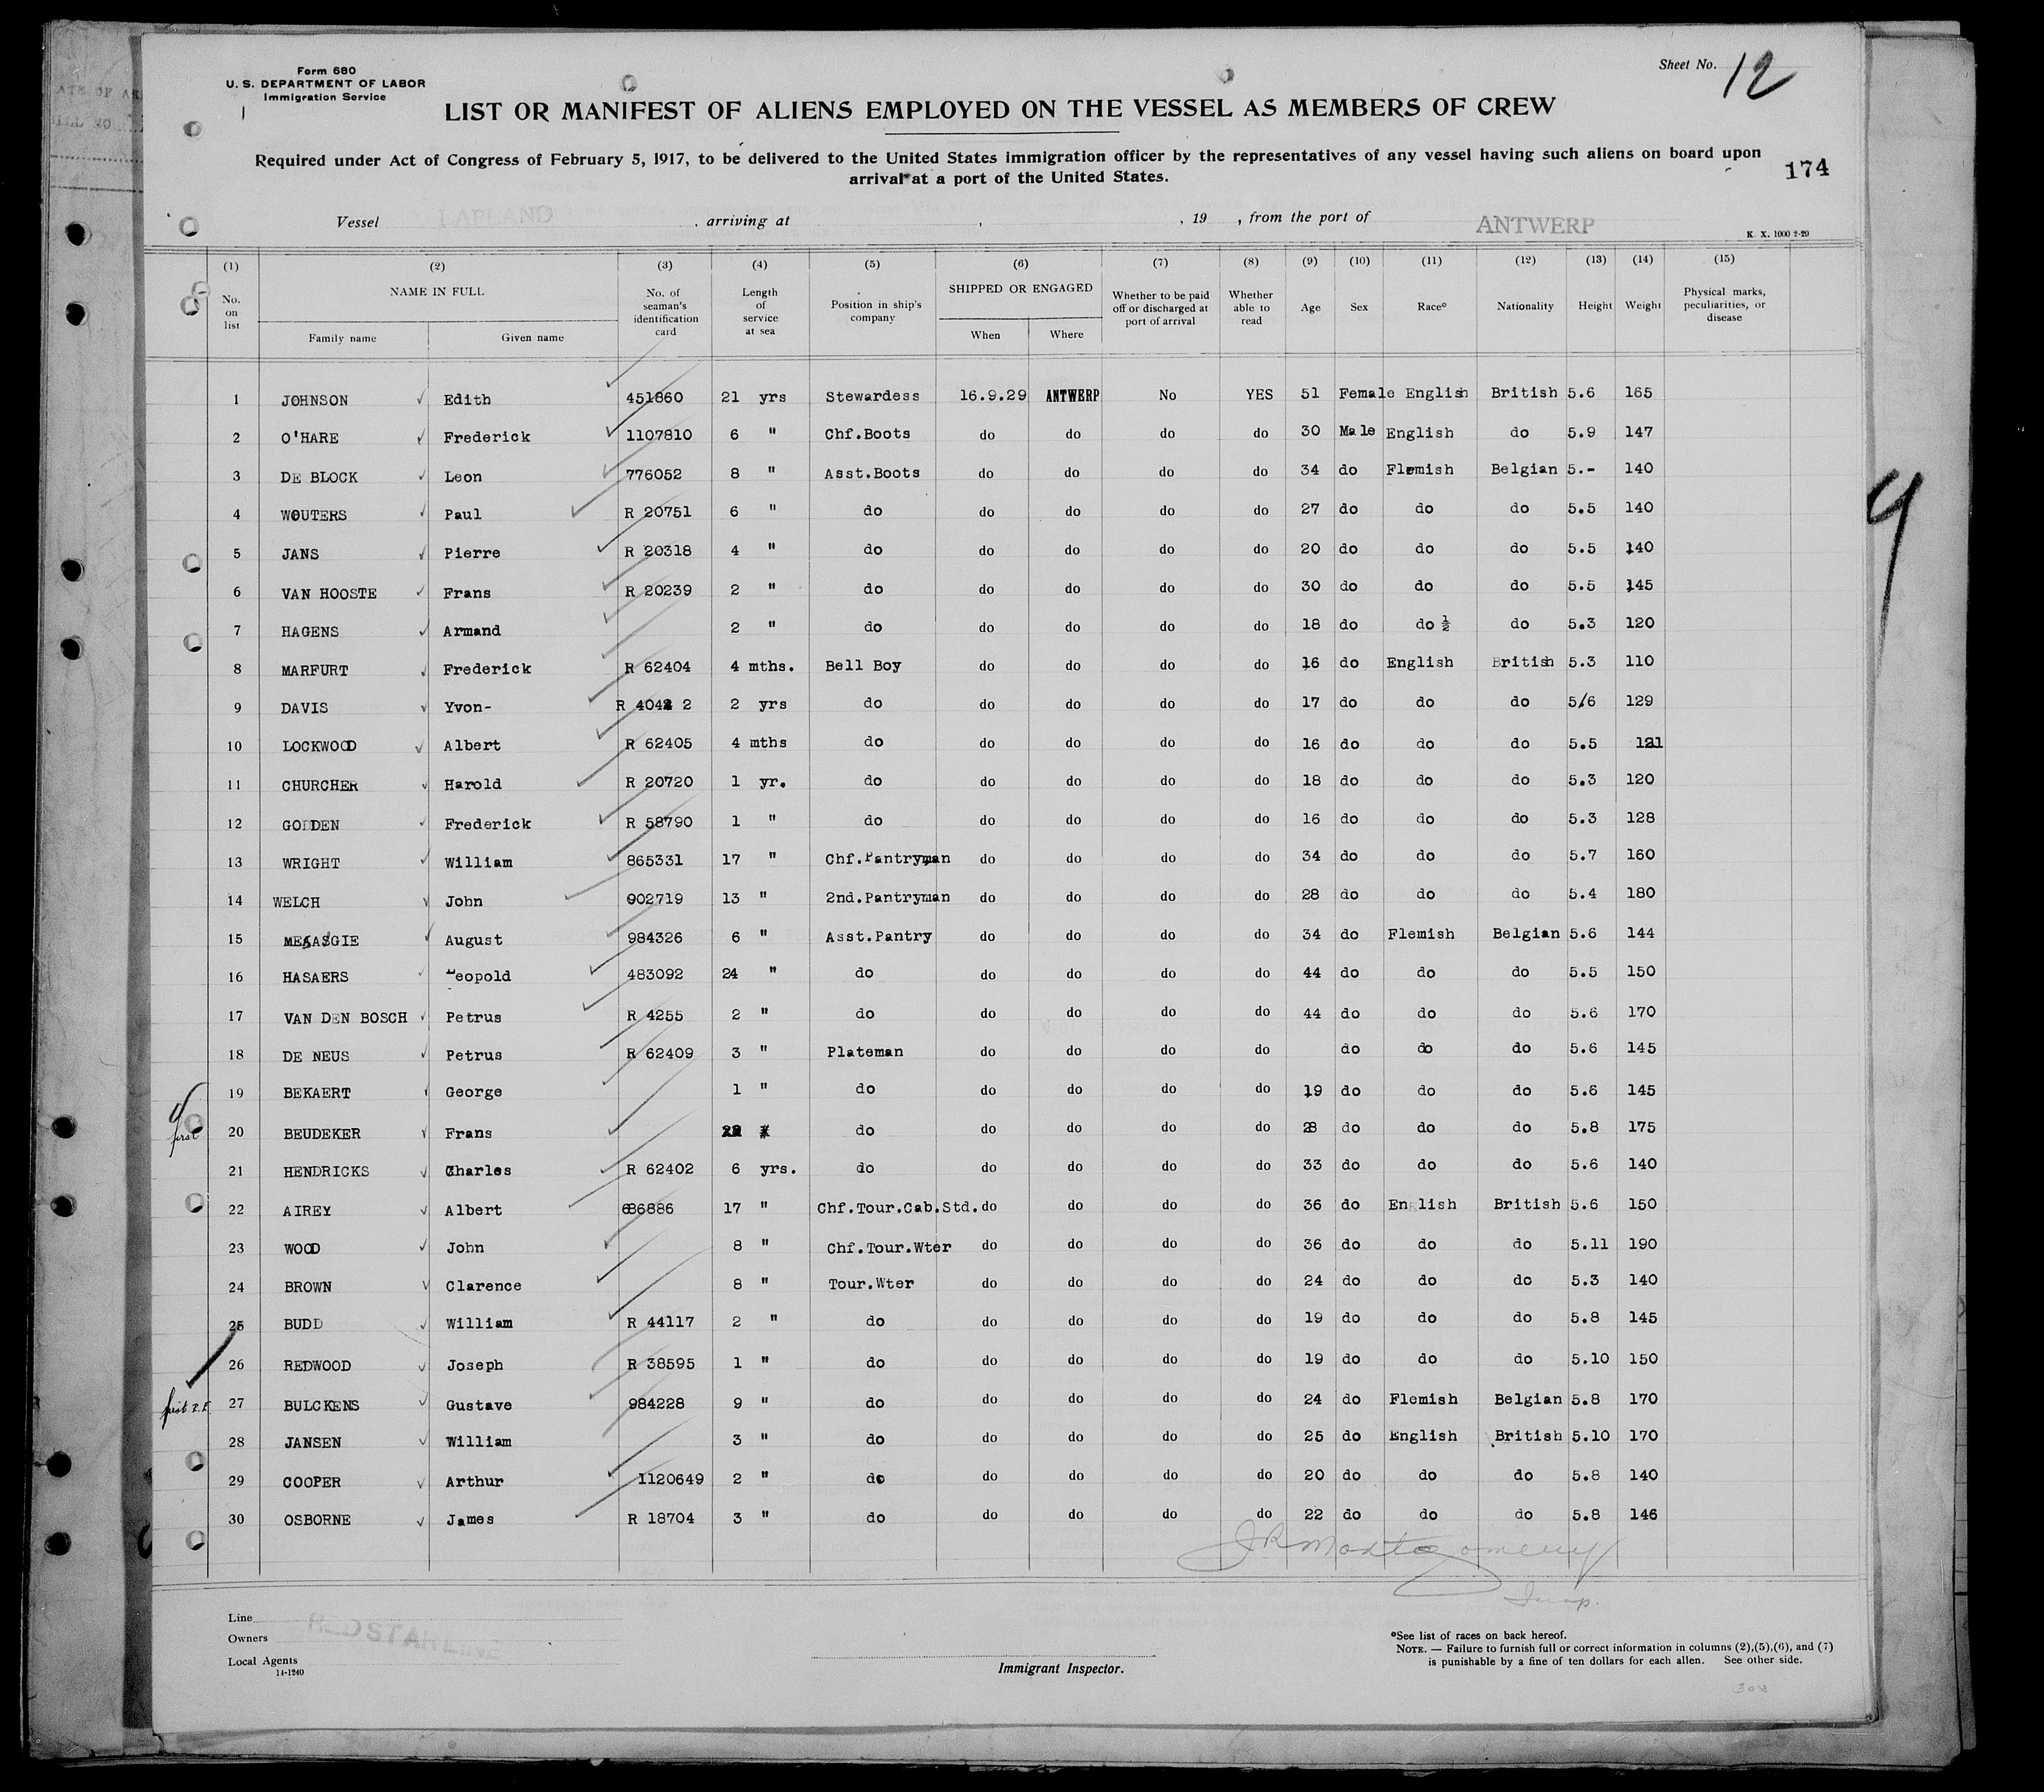 Form 680
U. S. DEPARTMENT OF LABOR
Immigration Service
Sheet No. 12
LIST OR MANIFEST OF ALIENS EMPLOYED ON THE VESSEL AS MEMBERS OF CREW
Required under Act of Congress of February 5, 1917, to be delivered to the United States immigration officer by the representatives of any vessel having such aliens on board upon
arrival at a port of the United States.
174
Vessel LAPLAND , arriving at , , 19 , from the port of ANTWERP
K. X. 1000 2-29
(1) (2) (3) (4) (5) (6) (7) (8) (9) (10) (11) (12) (13) (14) (15)
No. on list NAME IN FULL Family name Given name No. of seaman's identification card Length of service at sea Position in ship's company SHIPPED OR ENGAGED When Where Whether to be paid off or discharged at port of arrival Whether able to read Age Sex Race* Nationality Height Weight Physical marks, peculiarities, or disease
1 JOHNSON Edith 451860 21 yrs Stewardess 16.9.29 ANTWERP No YES 51 Female English British 5.6 165
2 O'HARE Frederick 1107810 6 " Chf.Boots do do do do 30 Male English do 5.9 147
3 DE BLOCK Leon 776052 8 " Asst.Boots do do do do 34 do Flemish Belgian 5.- 140
4 WOUTERS Paul R 20751 6 " do do do do do 27 do do do 5.5 140
5 JANS Pierre R 20318 4 " do do do do do 20 do do do 5.5 140
6 VAN HOOSTE Frans R 20239 2 " do do do do do 30 do do do 5.5 145
7 HAGENS Armand 2 " do do do do do 18 do do ½ do 5.3 120
8 MARFURT Frederick R 62404 4 mths. Bell Boy do do do do 16 do English British 5.3 110
9 DAVIS Yvon- R 4042 2 2 yrs do do do do do 17 do do do 5/6 129
10 LOCKWOOD Albert R 62405 4 mths do do do do do 16 do do do 5.5 121
11 CHURCHER Harold R 20720 1 yr. do do do do do 18 do do do 5.3 120
12 GODDEN Frederick R 58790 1 " do do do do do 16 do do do 5.3 128
13 WRIGHT William 865331 17 " Chf.Pantryman do do do do 34 do do do 5.7 160
14 WELCH John 902719 13 " 2nd.Pantryman do do do do 28 do do do 5.4 180
15 August 984326 6 " Asst.Pantry do do do do 34 do Flemish Belgian 5.6 144
16 HASAERS Leopold 483092 24 " do do do do do 44 do do do 5.5 150
17 VAN DEN BOSCH Petrus R 4255 2 " do do do do do 44 do do do 5.6 170
18 DE NEUS Petrus R 62409 3 " Plateman do do do do do do do 5.6 145
19 BEKAERT George 1 " do do do do do 19 do do do 5.6 145
first
20 BEUDEKER Frans do do do do do 28 do do do 5.8 175
21 HENDRICKS Charles R 62402 6 yrs. do do do do do 33 do do do 5.6 140
22 AIREY Albert 686886 17 " Chf.Tour.Cab.Std. do do do do 36 do English British 5.6 150
23 WOOD John 8 " Chf.Tour.Wter do do do do 36 do do do 5.11 190
24 BROWN Clarence 8 " Tour.Wter do do do do 24 do do do 5.3 140
25 BUDD William R 44117 2 " do do do do do 19 do do do 5.8 145
26 REDWOOD Joseph R 38595 1 " do do do do do 19 do do do 5.10 150
27 BULCKENS Gustave 984228 9 " do do do do do 24 do Flemish Belgian 5.8 170
28 JANSEN William 3 " do do do do do 25 do English British 5.10 170
29 COOPER Arthur 1120649 2 " do do do do do 20 do do do 5.8 140
30 OSBORNE James R 18704 3 " do do do do do 22 do do do 5.8 146
JR Montgomery
Insp.
Line
Owners RED STAR LINE
Local Agents
14-1240
Immigrant Inspector.
*See list of races on back hereof.
NOTE. — Failure to furnish full or correct information in columns (2),(5),(6), and (7)
is punishable by a fine of ten dollars for each alien. See other side.